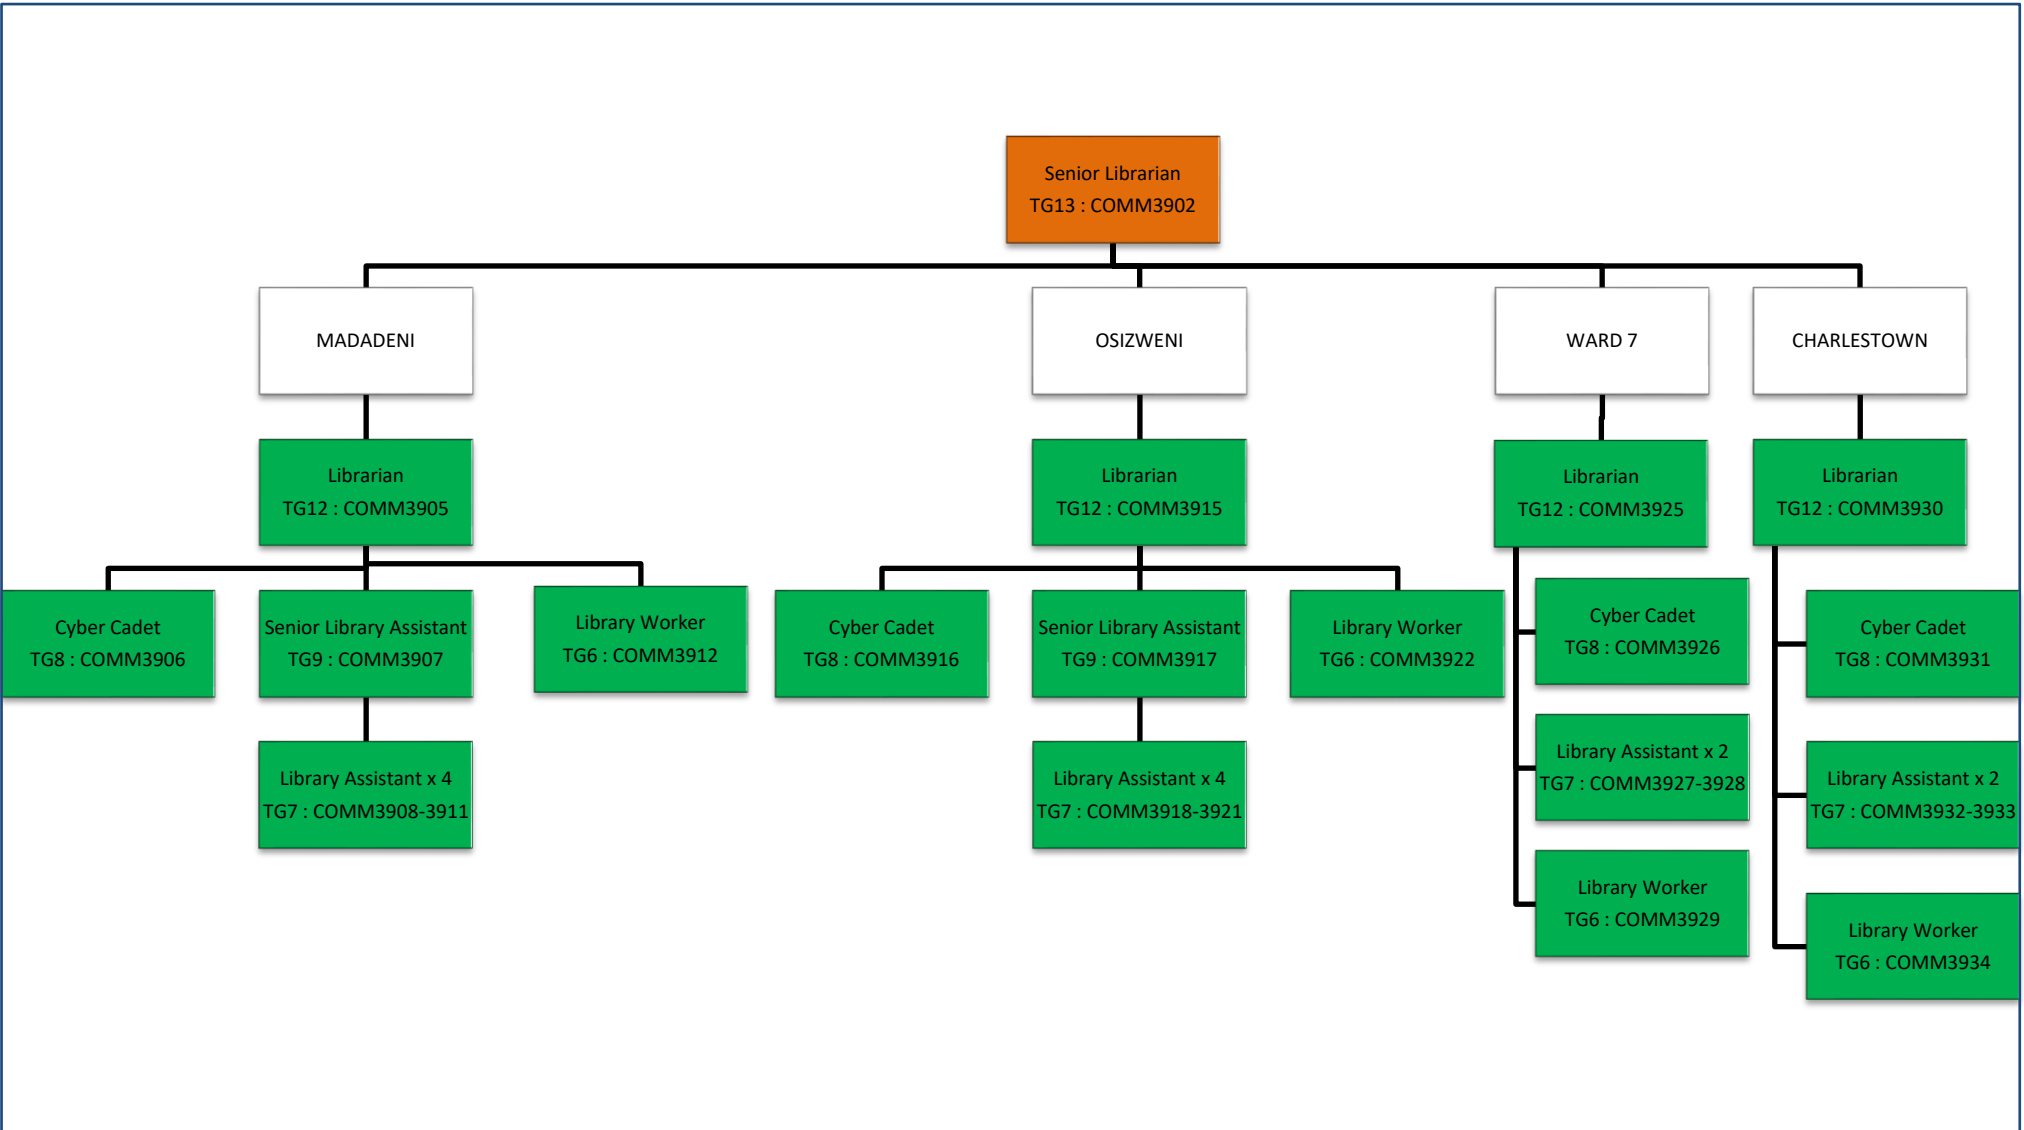 Senior Librarian
TG13 : COMM3902
MADADENI
OSIZWENI
WARD 7
CHARLESTOWN
Librarian
TG12 : COMM3905
Librarian
TG12 : COMM3915
Librarian
TG12 : COMM3925
Librarian
TG12 : COMM3930
Cyber Cadet
TG8 : COMM3906
Senior Library Assistant
TG9 : COMM3907
Library Worker
TG6 : COMM3912
Cyber Cadet
TG8 : COMM3916
Senior Library Assistant
TG9 : COMM3917
Library Worker
TG6 : COMM3922
Cyber Cadet
TG8 : COMM3926
Cyber Cadet
TG8 : COMM3931
Library Assistant x 4
TG7 : COMM3908-3911
Library Assistant x 4
TG7 : COMM3918-3921
Library Assistant x 2
TG7 : COMM3927-3928
Library Assistant x 2
TG7 : COMM3932-3933
Library Worker
TG6 : COMM3929
Library Worker
TG6 : COMM3934